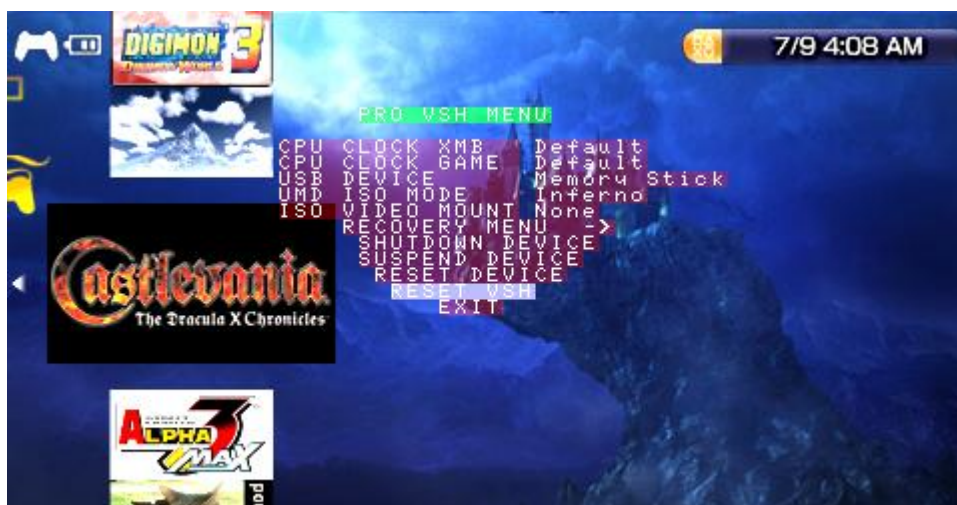 DIGIMON 3
DIGIMON WORLD
7/9 4:08 AM
PRO VSH MENU
CPU CLOCK XMB Default
CPU CLOCK GAME Default
USB DEVICE Memory Stick
UMD ISO MODE Inferno
ISO VIDEO MOUNT None
RECOVERY MENU ->
SHUTDOWN DEVICE
SUSPEND DEVICE
RESET DEVICE
RESET VSH
EXIT
Castlevania
The Dracula X Chronicles
ALPHA 3
MAX